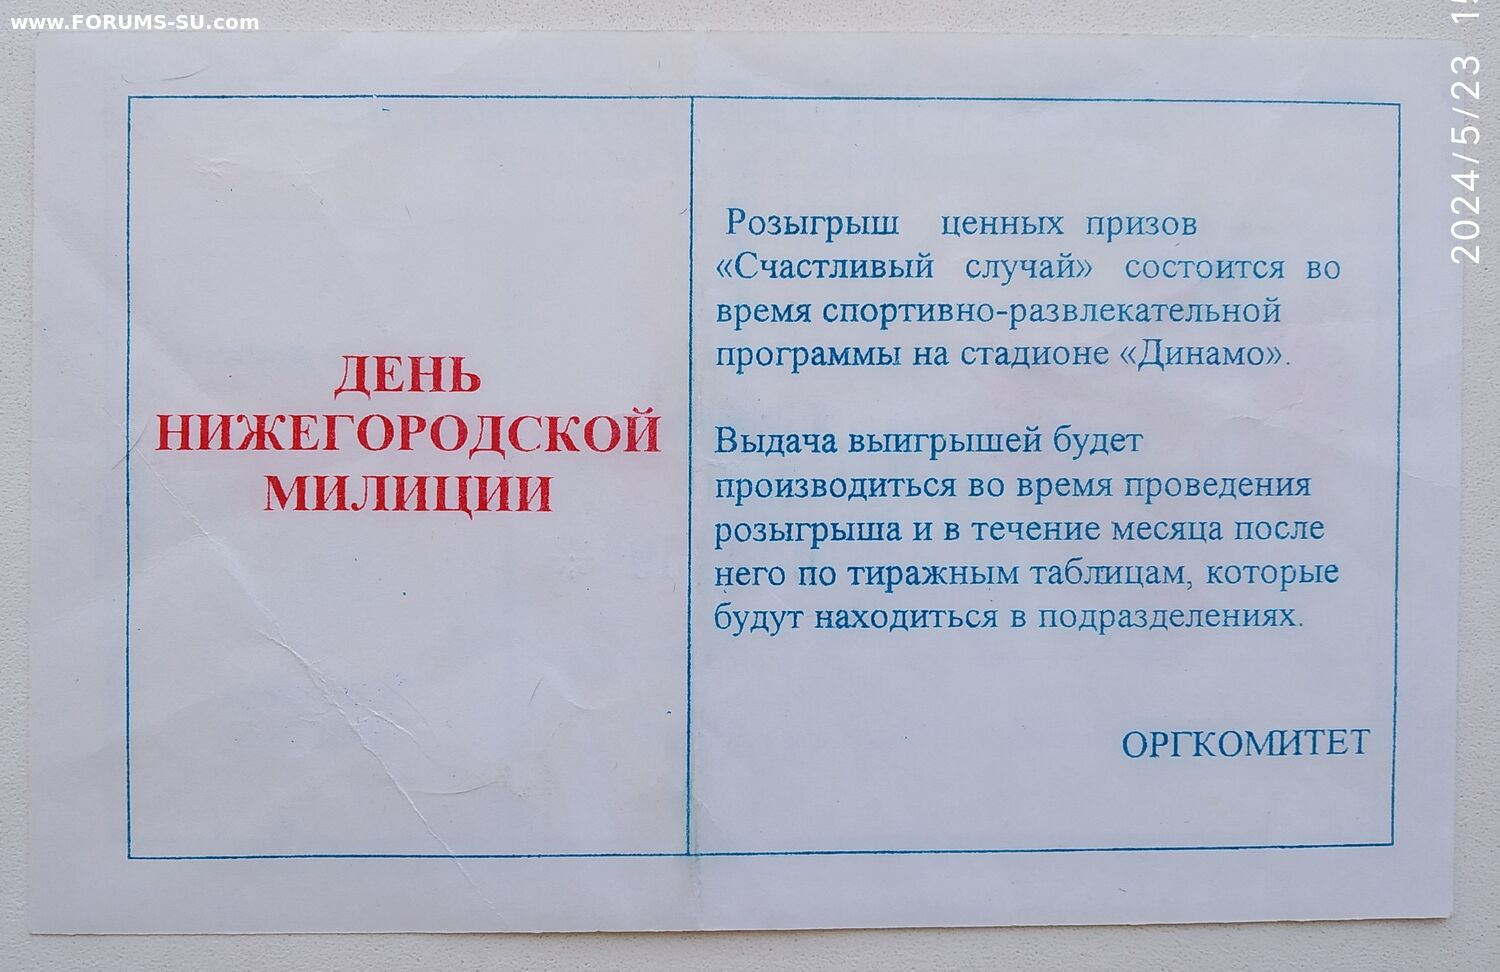 www.FORUMS-SU.com
ДЕНЬ
НИЖЕГОРОДСКОЙ
МИЛИЦИИ
Розыгрыш ценных призов
«Счастливый случай» состоится во
время спортивно-развлекательной
программы на стадионе «Динамо».
Выдача выигрышей будет
производиться во время проведения
розыгрыша и в течение месяца после
него по тиражным таблицам, которые
будут находиться в подразделениях.
ОРГКОМИТЕТ
2024/5/23